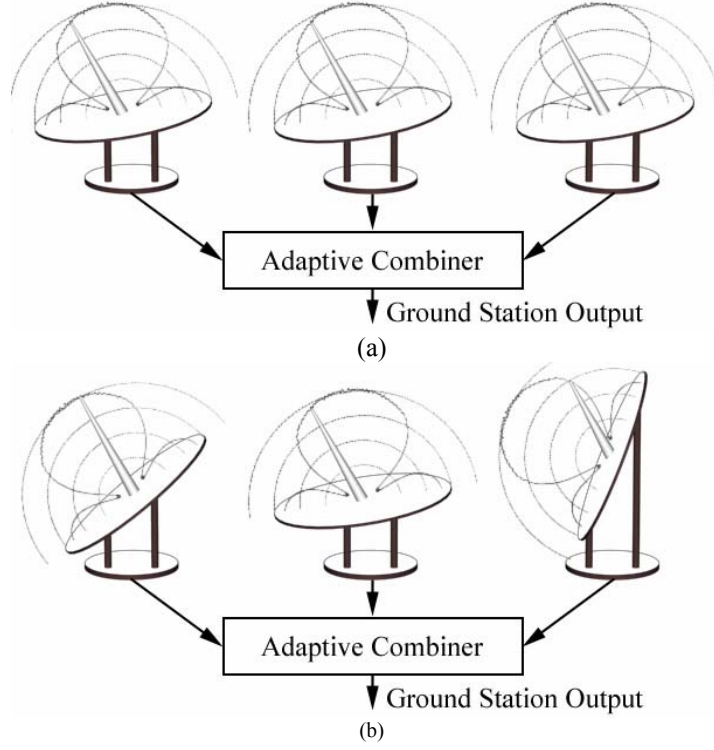 Adaptive Combiner
Ground Station Output
(a)
Adaptive Combiner
Ground Station Output
(b)